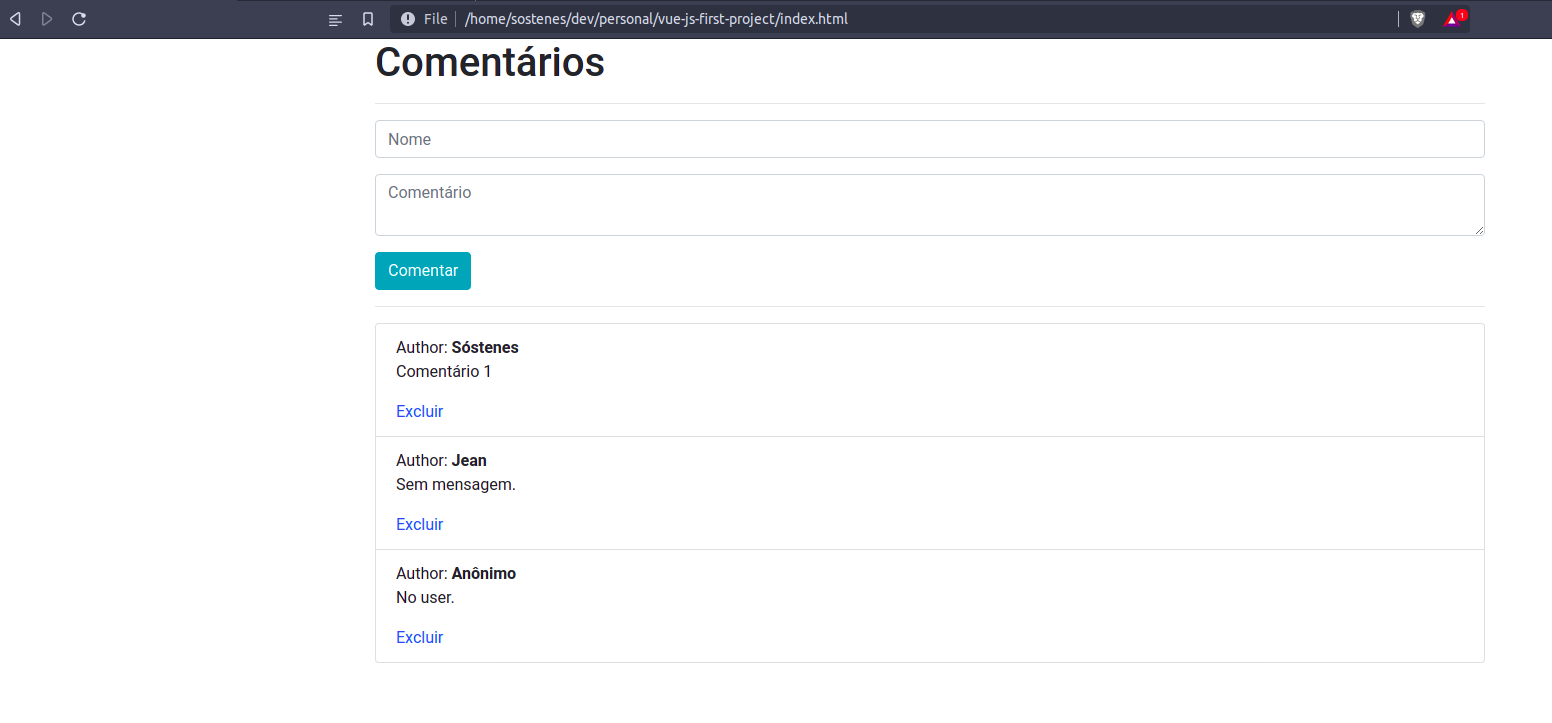 File /home/sostenes/dev/personal/vue-js-first-project/index.html
1
Comentários
Nome
Comentário
Comentar
Author: Sóstenes
Comentário 1
Excluir
Author: Jean
Sem mensagem.
Excluir
Author: Anônimo
No user.
Excluir